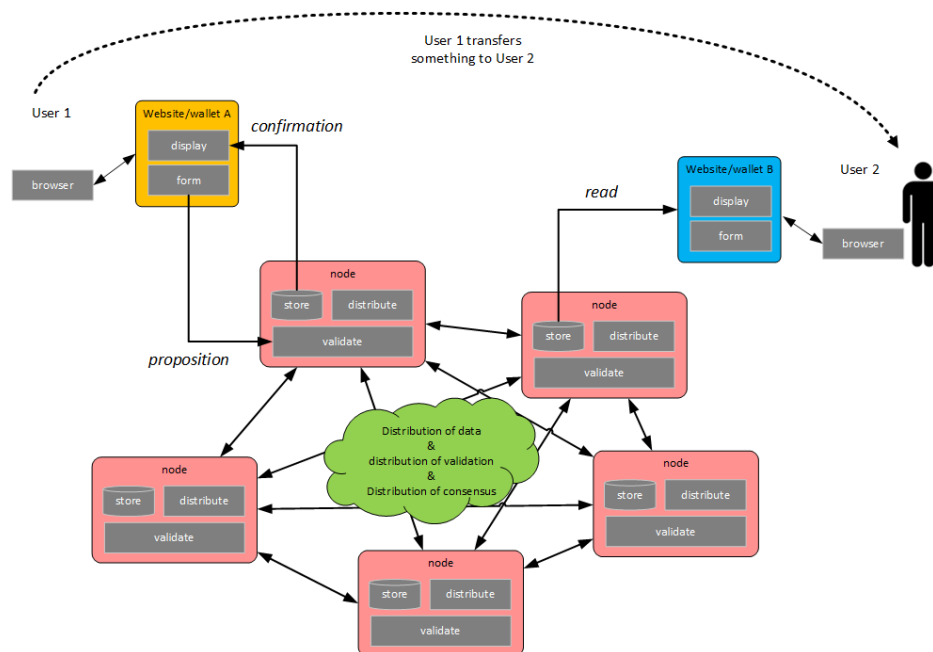 User 1 transfers
something to User 2
User 1
Website/wallet A
display
form
browser
confirmation
Website/wallet B
display
form
User 2
browser
read
node
store
distribute
validate
proposition
node
store
distribute
validate
Distribution of data
&
distribution of validation
&
Distribution of consensus
node
store
distribute
validate
node
store
distribute
validate
node
store
distribute
validate